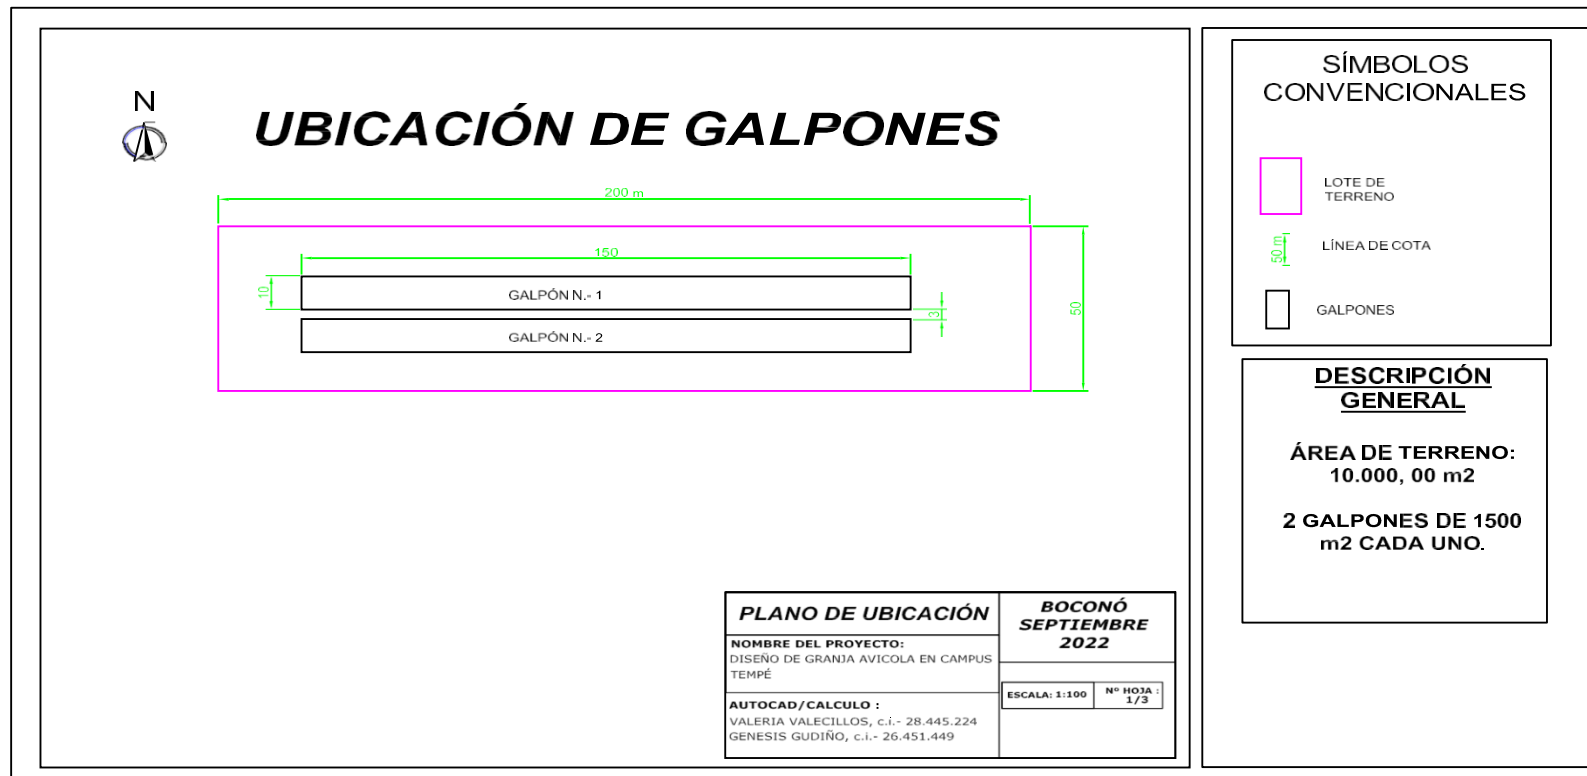 N
UBICACIÓN DE GALPONES
200 m
150
10
GALPÓN N.- 1
3
50
GALPÓN N.- 2
SÍMBOLOS
CONVENCIONALES
LOTE DE
TERRENO
50 m
LÍNEA DE COTA
GALPONES
DESCRIPCIÓN
GENERAL
ÁREA DE TERRENO:
10.000, 00 m2
2 GALPONES DE 1500
m2 CADA UNO.
PLANO DE UBICACIÓN
NOMBRE DEL PROYECTO:
DISEÑO DE GRANJA AVICOLA EN CAMPUS
TEMPÉ
AUTOCAD/CALCULO :
VALERIA VALECILLOS, c.i.- 28.445.224
GENESIS GUDIÑO, c.i.- 26.451.449
BOCONÓ
SEPTIEMBRE
2022
ESCALA: 1:100
Nº HOJA :
1/3